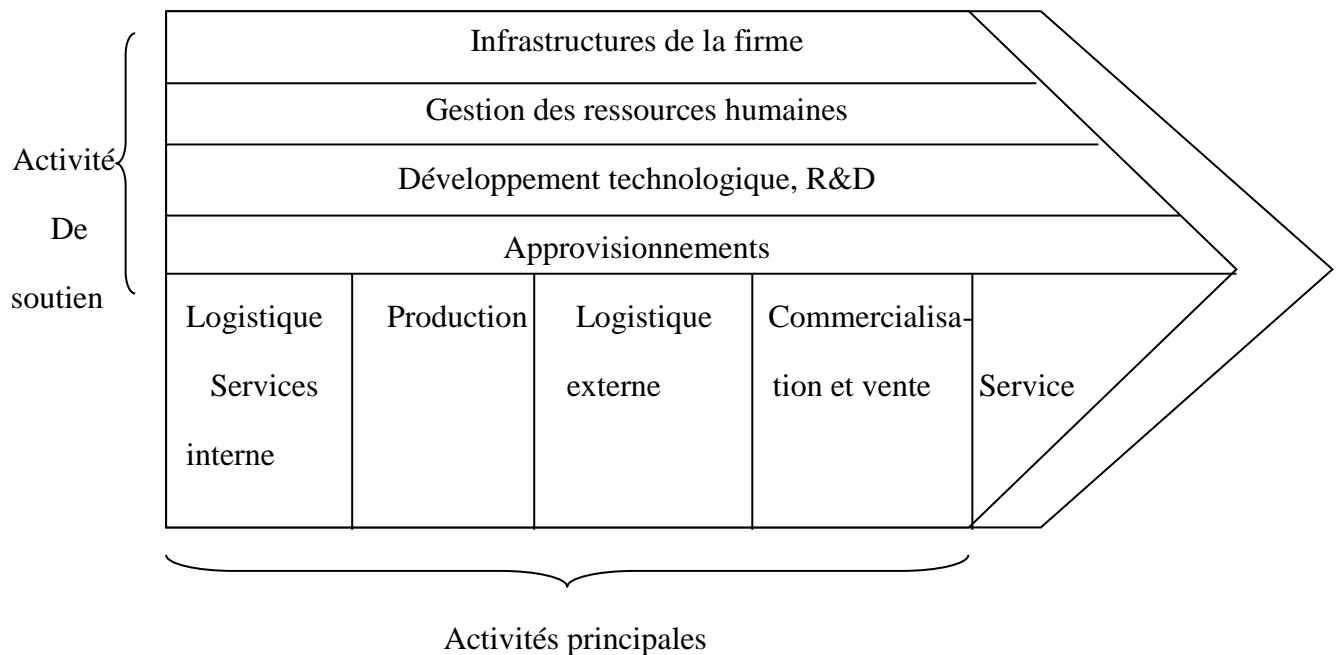 Infrastructures de la firme
Gestion des ressources humaines
Développement technologique, R&D
Approvisionnements
Activité
De
soutien
Logistique
Services
interne
Production
Logistique
externe
Commercialisa-
tion et vente
Service
Activités principales